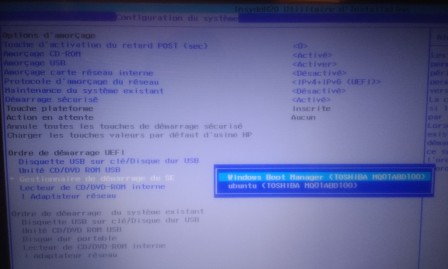 Configuration du système
Options d'amorçage
Touche d'activation du retard POST (sec) <0>
Amorçage CD-ROM <Activé>
Amorçage USB <Activer>
Amorçage carte réseau interne <Désactivé>
Protocole d'amorçage du réseau <IPv4+IPv6 (UEFI)>
Maintenance du système existant <Désactivé>
Démarrage sécurisé <Activé>
Touche plateforme Inscrite
Action en attente Aucun
Annule toutes les touches de démarrage sécurisé
Charger les touches valeurs par défaut d'usine HP
Ordre de démarrage UEFI
Disquette USB sur clé/Disque dur USB
Unité CD/DVD ROM USB
Gestionnaire de démarrage du SE
Lecteur de CD/DVD-ROM interne
! Adaptateur réseau
Windows Boot Manager (TOSHIBA MQ01ABD100)
ubuntu (TOSHIBA MQ01ABD100)
Ordre de démarrage du système existant
Disquette USB sur clé/Disque dur USB
Unité CD/DVD ROM USB
Disque dur portable
Lecteur de CD/DVD-ROM interne
! Adaptateur réseau